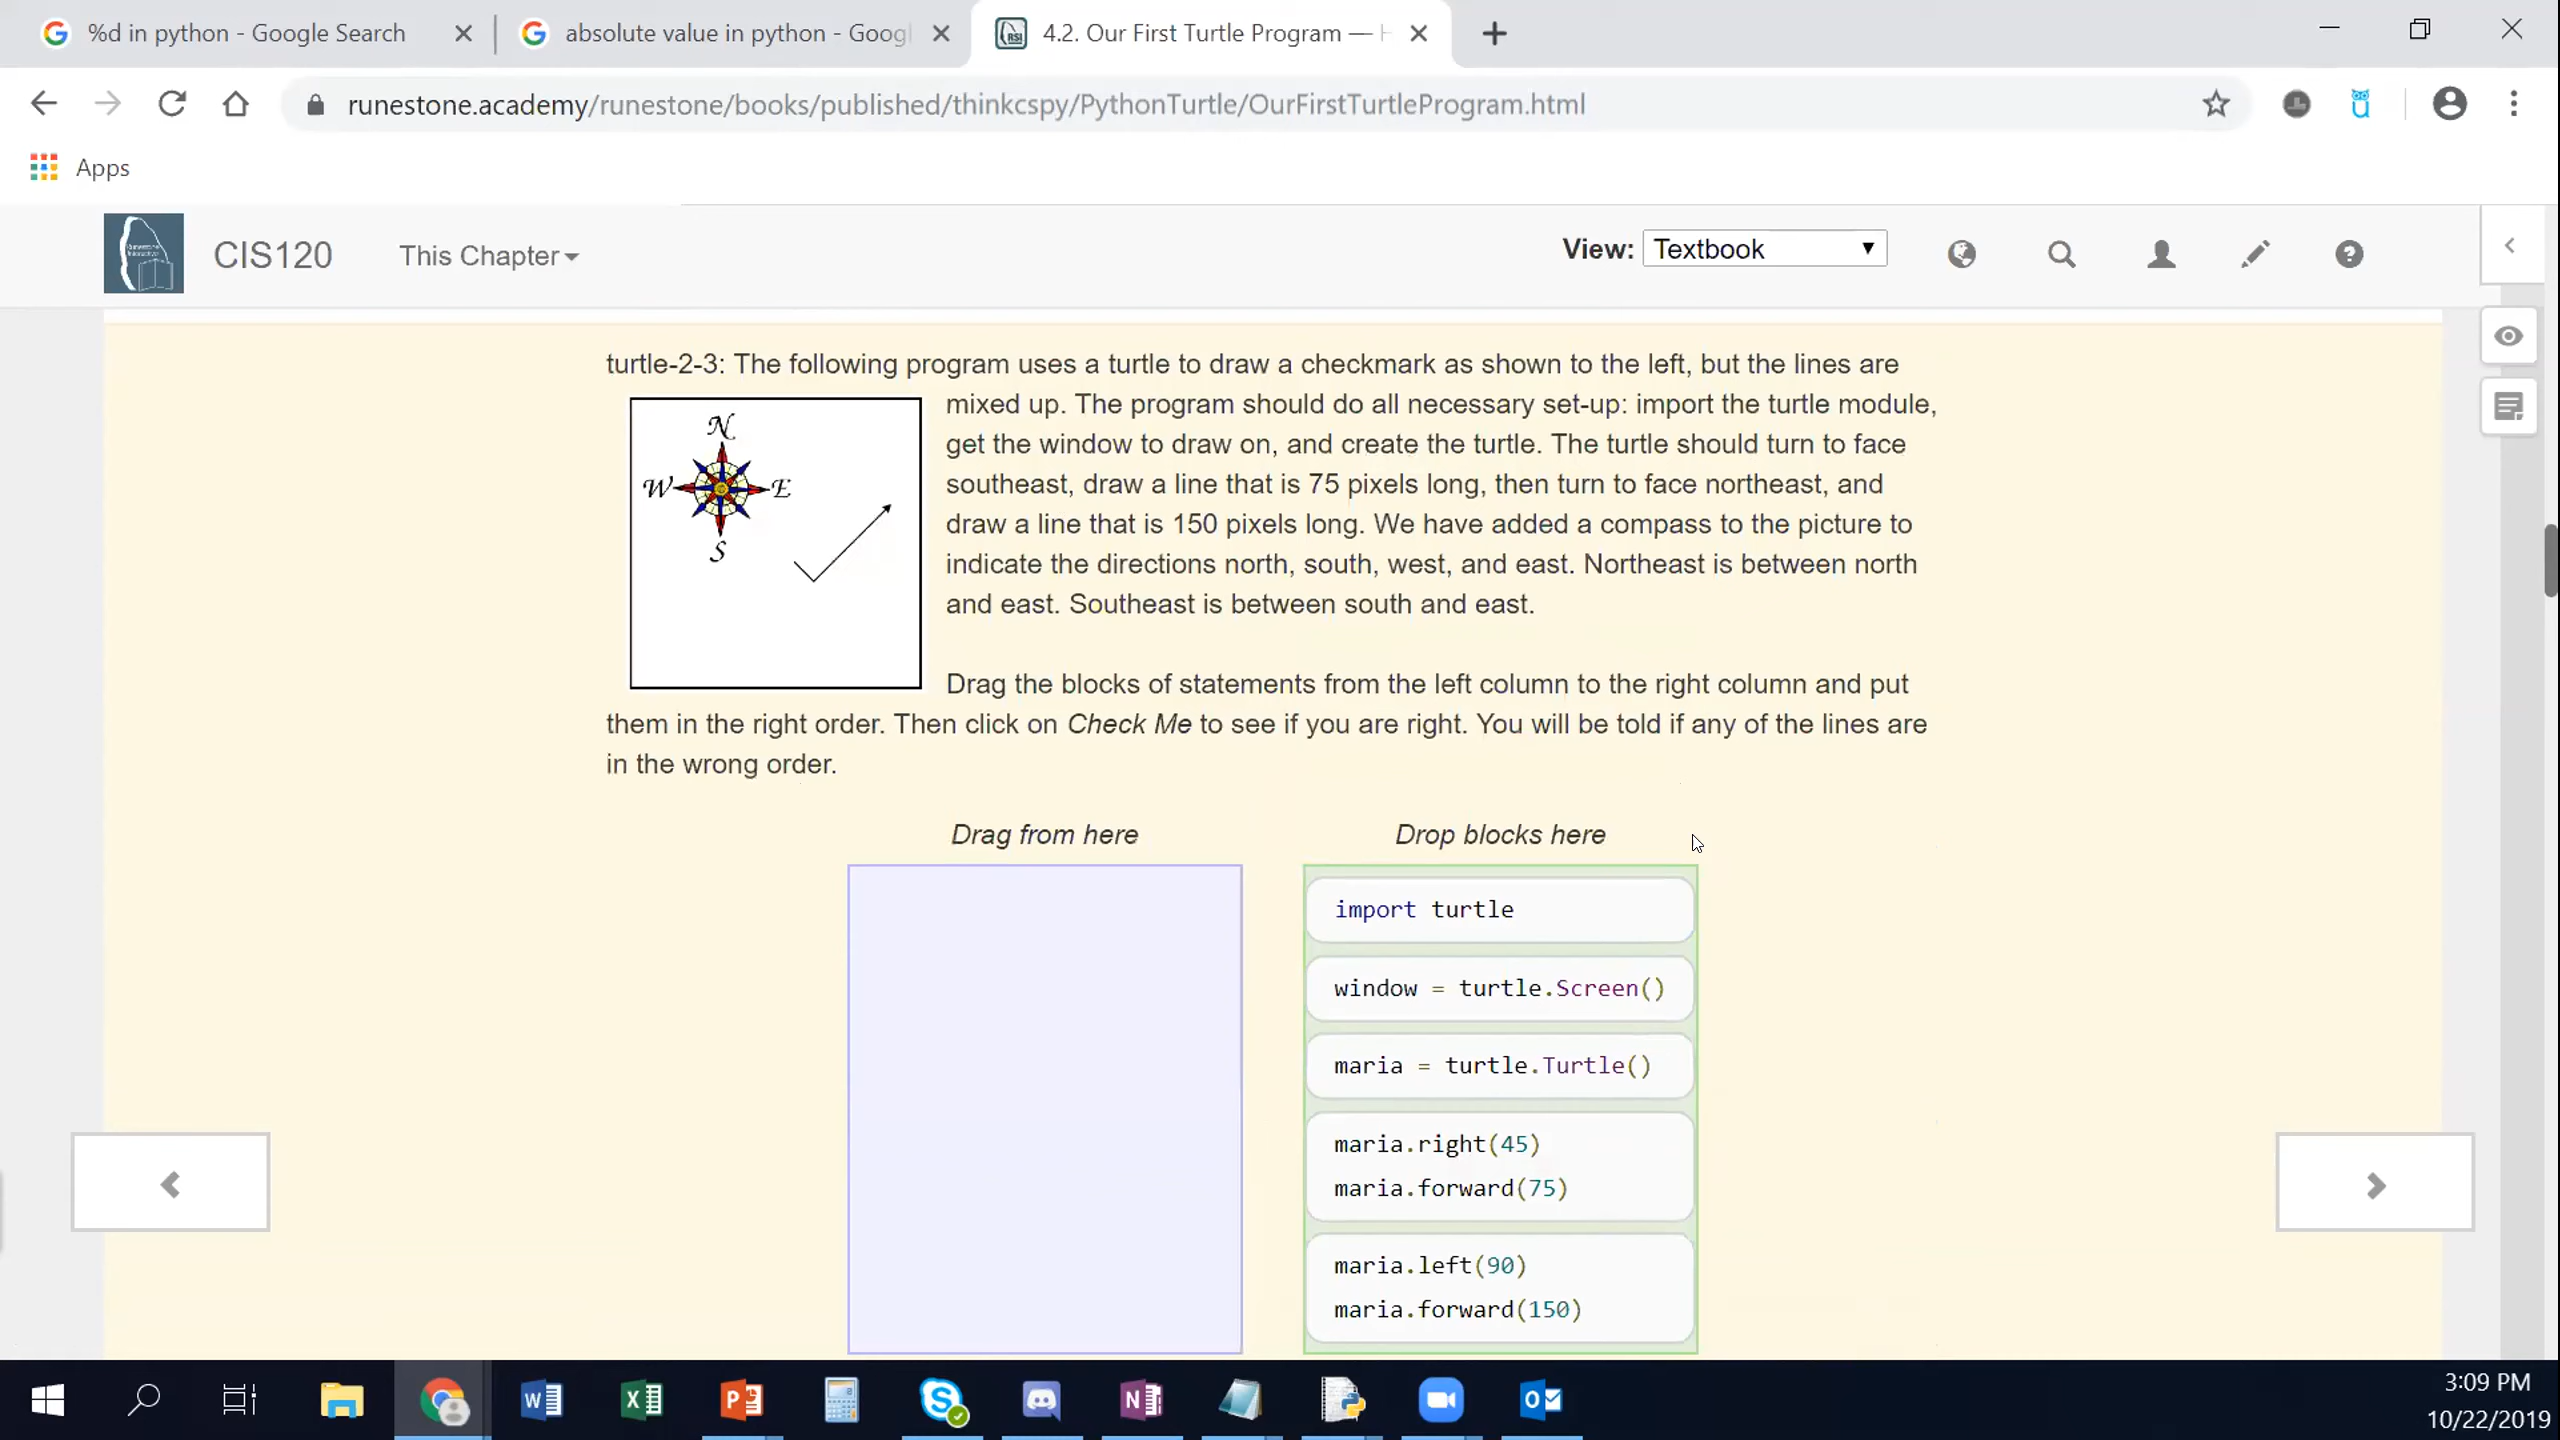 %d in python - Google Search
absolute value in python - Googl
4.2. Our First Turtle Program —
runestone.academy/runestone/books/published/thinkcspy/PythonTurtle/OurFirstTurtleProgram.html
Apps
CIS120
This Chapter
View:
Textbook
turtle-2-3: The following program uses a turtle to draw a checkmark as shown to the left, but the lines are
mixed up. The program should do all necessary set-up: import the turtle module,
get the window to draw on, and create the turtle. The turtle should turn to face
southeast, draw a line that is 75 pixels long, then turn to face northeast, and
draw a line that is 150 pixels long. We have added a compass to the picture to
indicate the directions north, south, west, and east. Northeast is between north
and east. Southeast is between south and east.
N
W E
S
Drag the blocks of statements from the left column to the right column and put
them in the right order. Then click on Check Me to see if you are right. You will be told if any of the lines are
in the wrong order.
Drag from here
Drop blocks here
import turtle
window = turtle.Screen()
maria = turtle.Turtle()
maria.right(45)
maria.forward(75)
maria.left(90)
maria.forward(150)
3:09 PM
10/22/2019